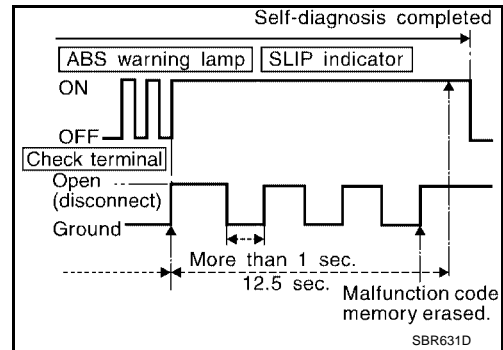 Self-diagnosis completed
ABS warning lamp
SLIP indicator
ON
OFF
Check terminal
Open
(disconnect)
Ground
More than 1 sec.
12.5 sec.
Malfunction code
memory erased.
SBR631D